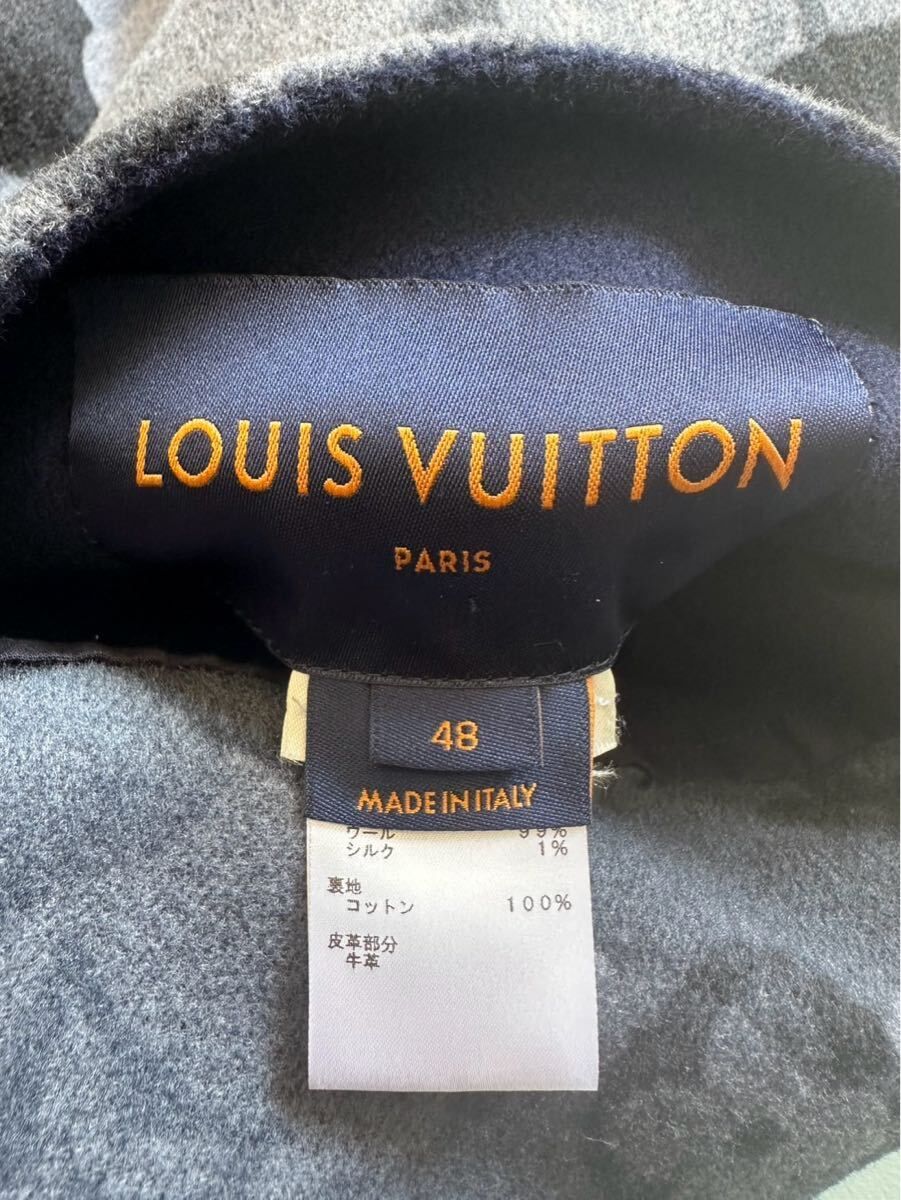 LOUIS VUITTON
PARIS
48
MADE IN ITALY
ウール 99%
シルク 1%
裏地
コットン 100%
皮革部分
牛革